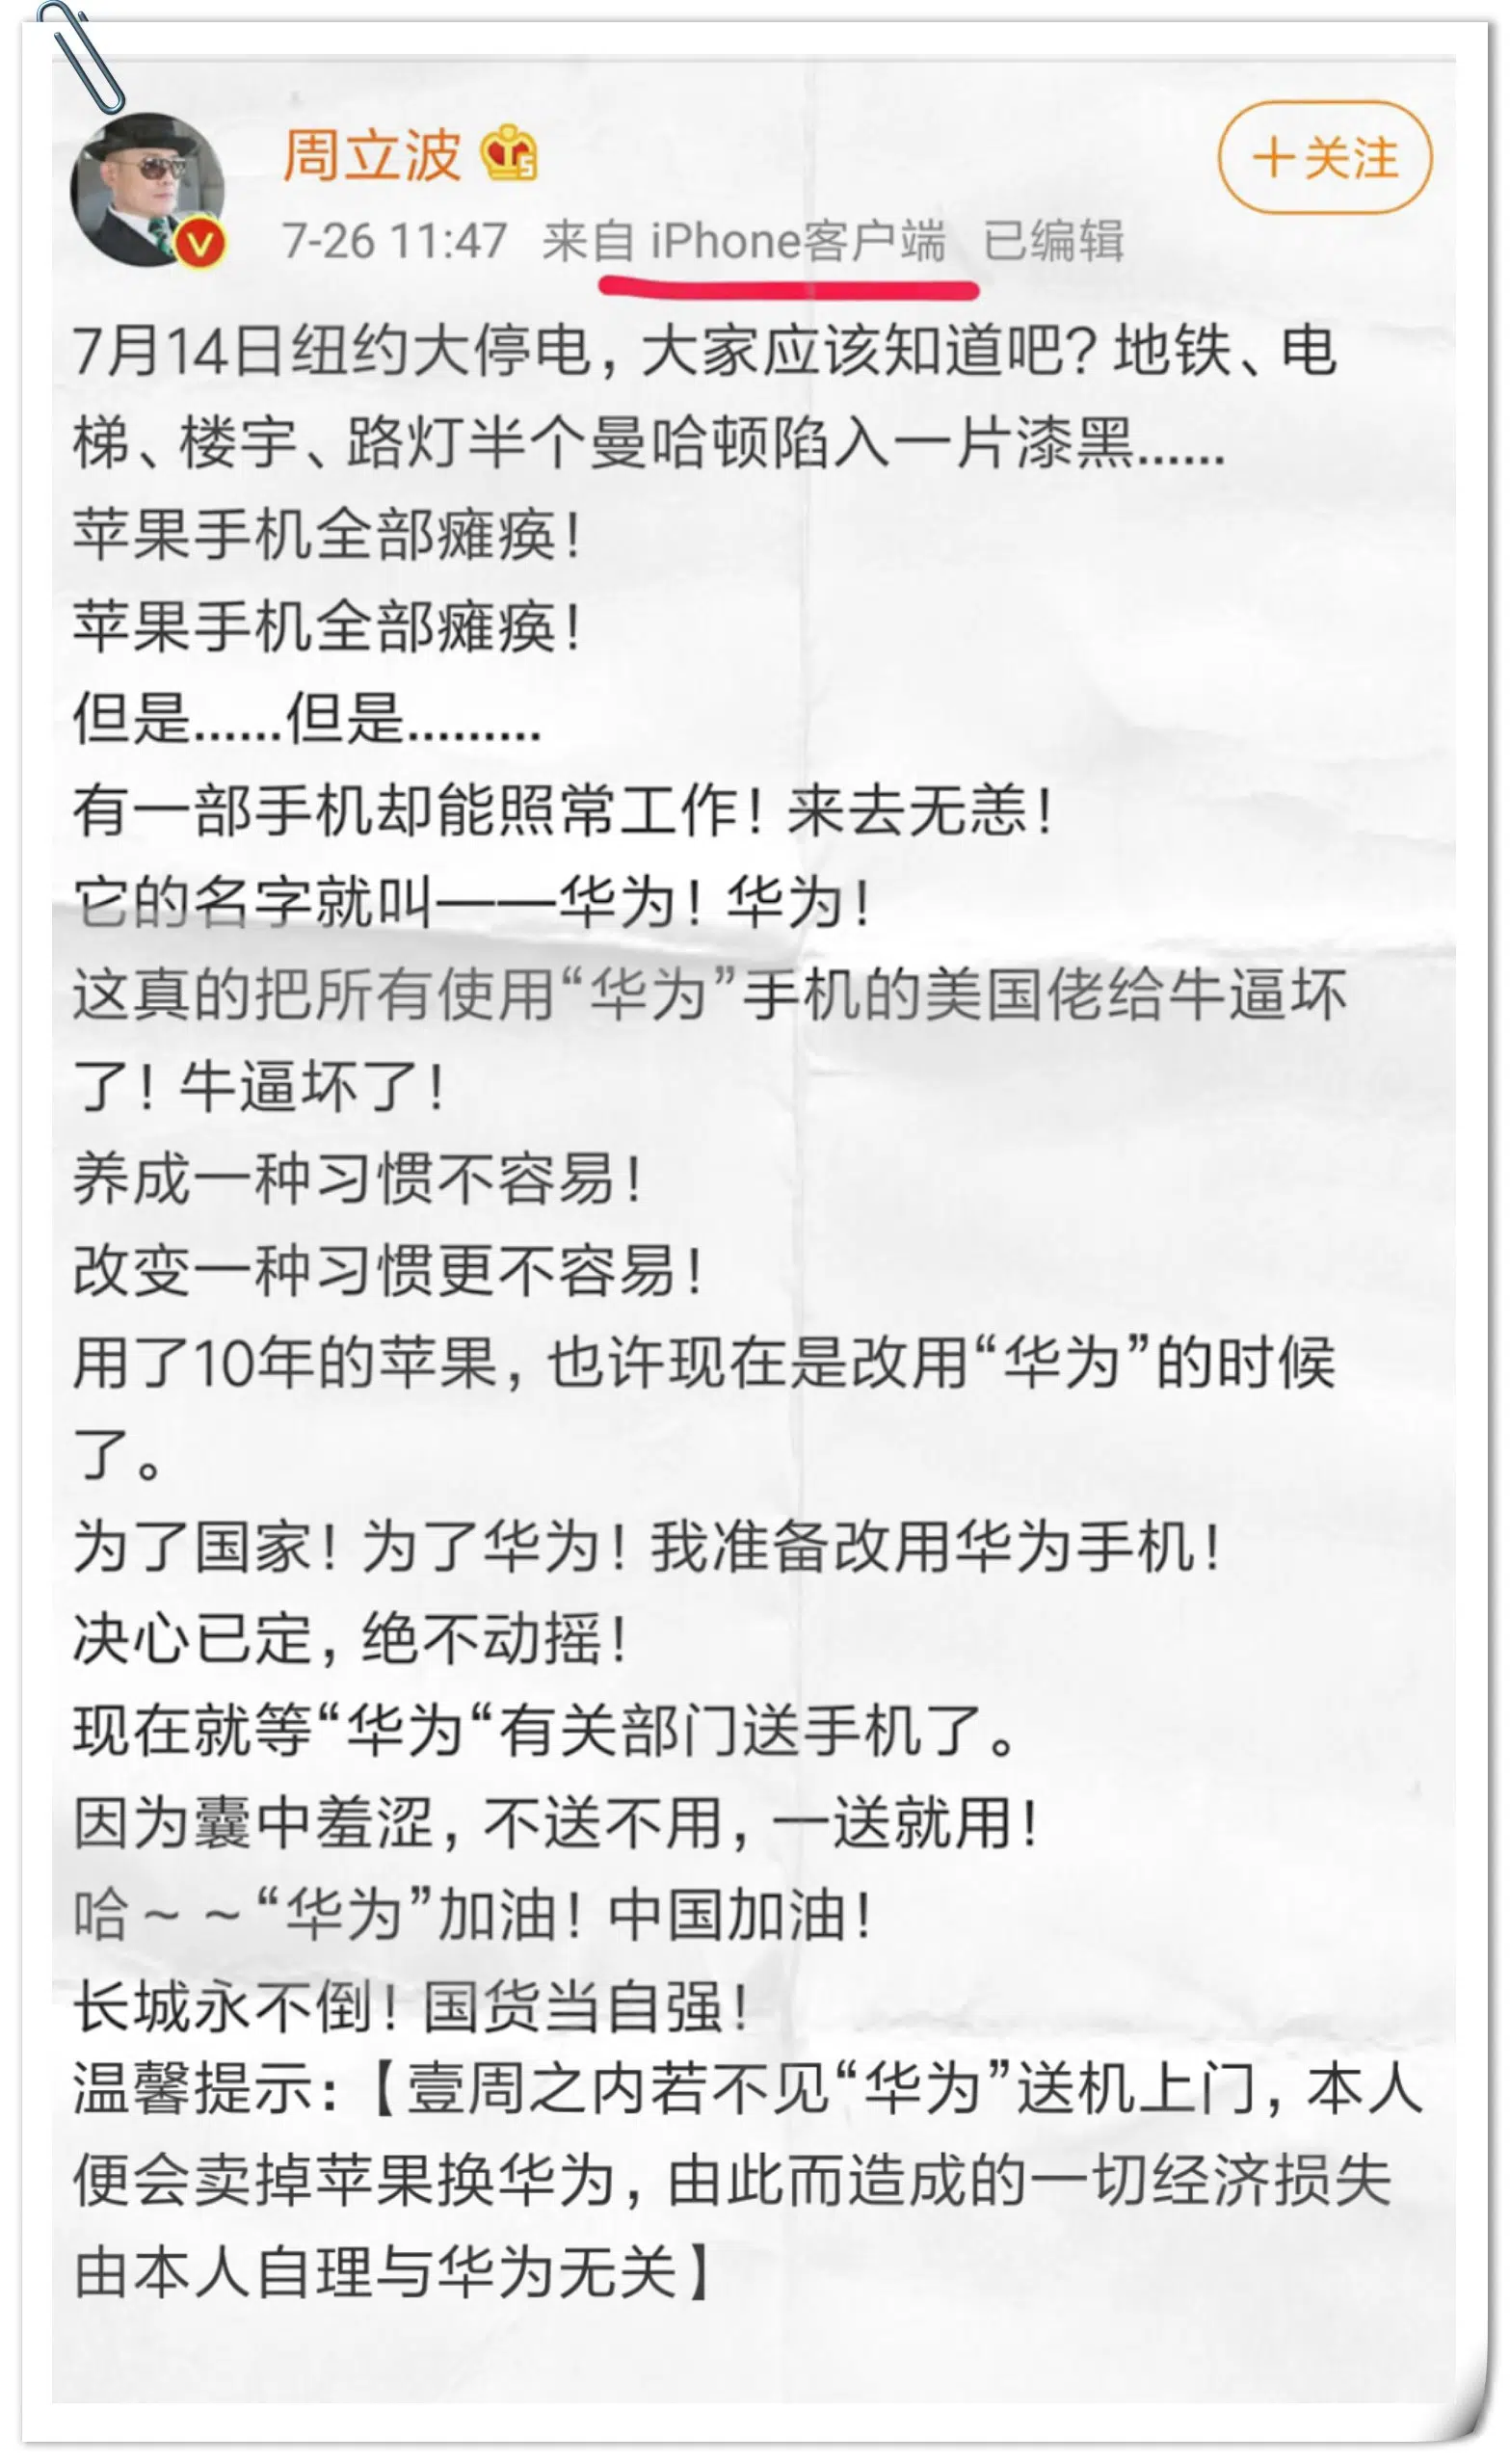 周立波
+关注
7-26 11:47 来自 iPhone客户端 已编辑
7月14日纽约大停电，大家应该知道吧？地铁、电
梯、楼宇、路灯半个曼哈顿陷入一片漆黑......
苹果手机全部瘫痪！
苹果手机全部瘫痪！
但是......但是.........
有一部手机却能照常工作！来去无恙！
它的名字就叫——华为！华为！
这真的把所有使用“华为”手机的美国佬给牛逼坏
了！牛逼坏了！
养成一种习惯不容易！
改变一种习惯更不容易！
用了10年的苹果，也许现在是改用“华为”的时候
了。
为了国家！为了华为！我准备改用华为手机！
决心已定，绝不动摇！
现在就等“华为“有关部门送手机了。
因为囊中羞涩，不送不用，一送就用！
哈～～“华为”加油！中国加油！
长城永不倒！国货当自强！
温馨提示：【壹周之内若不见“华为”送机上门，本人
便会卖掉苹果换华为，由此而造成的一切经济损失
由本人自理与华为无关】